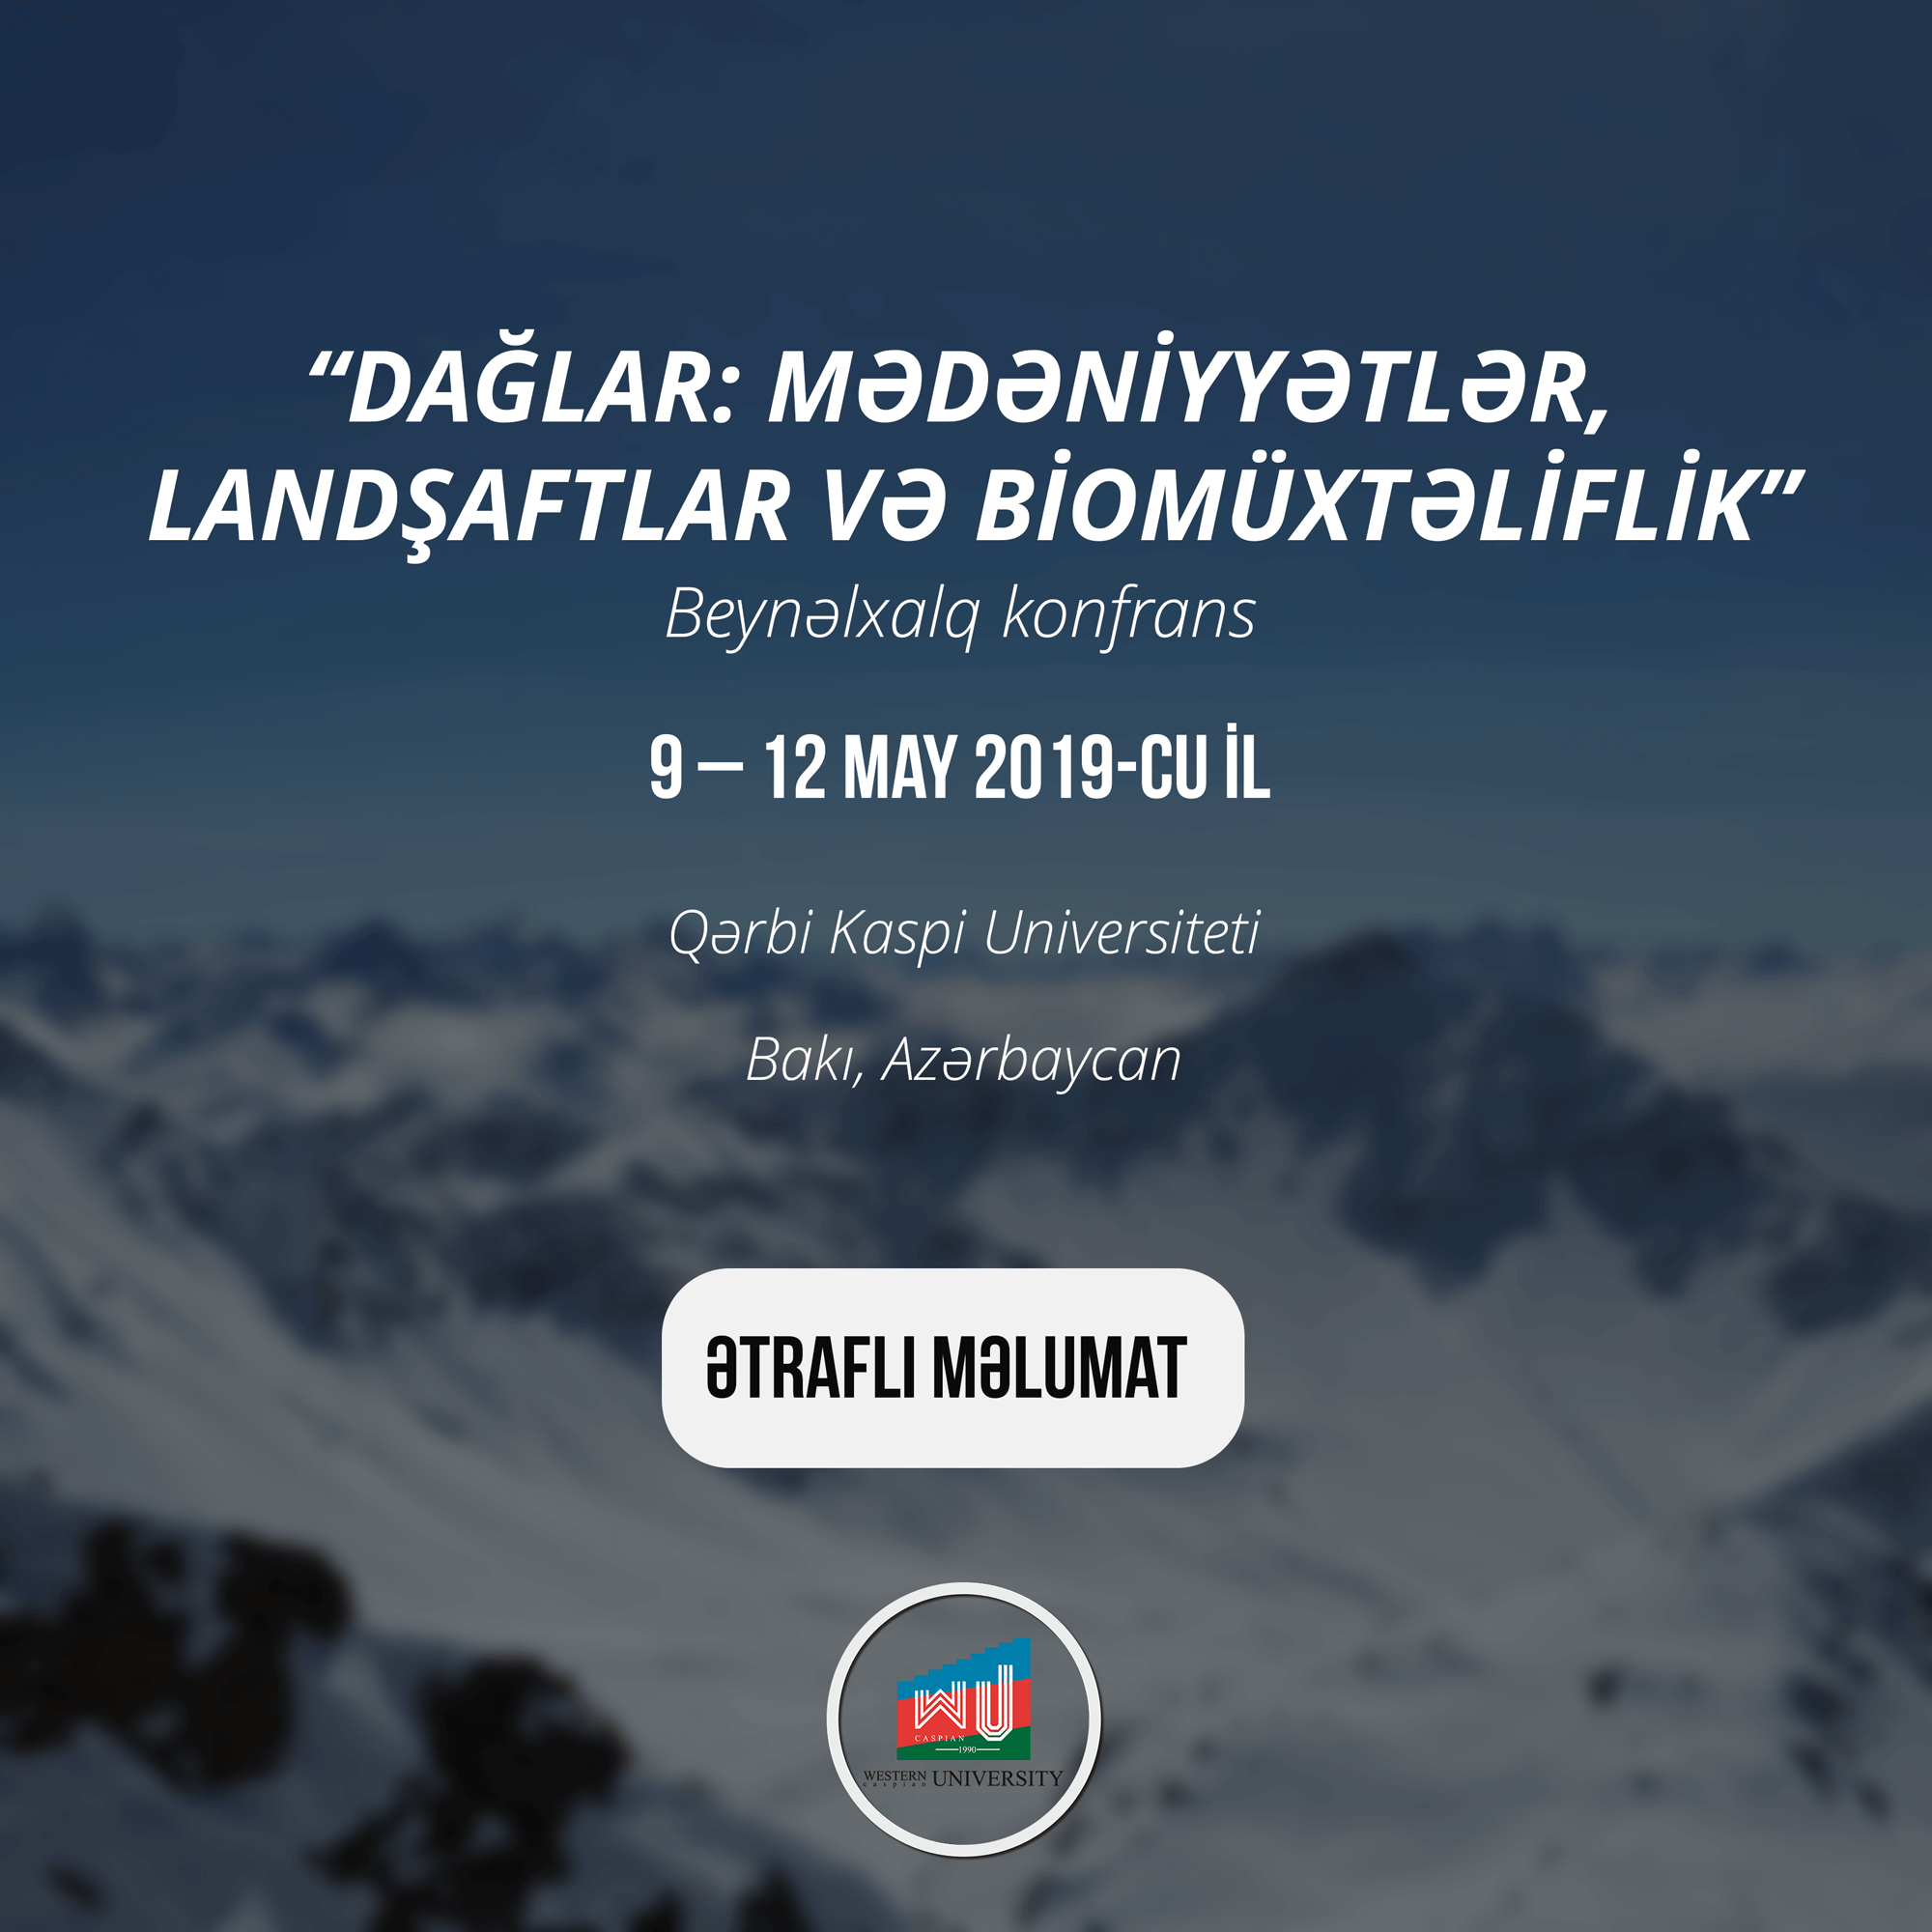 “DAĞLAR: MƏDƏNİYYƏTLƏR,
LANDŞAFTLAR VƏ BİOMÜXTƏLİFLİK”
Beynəlxalq konfrans
9 – 12 MAY 2019-CU İL
Qərbi Kaspi Universiteti
Bakı, Azərbaycan
ƏTRAFLI MƏLUMAT
WU
CASPIAN
1990
WESTERN UNIVERSITY
caspian